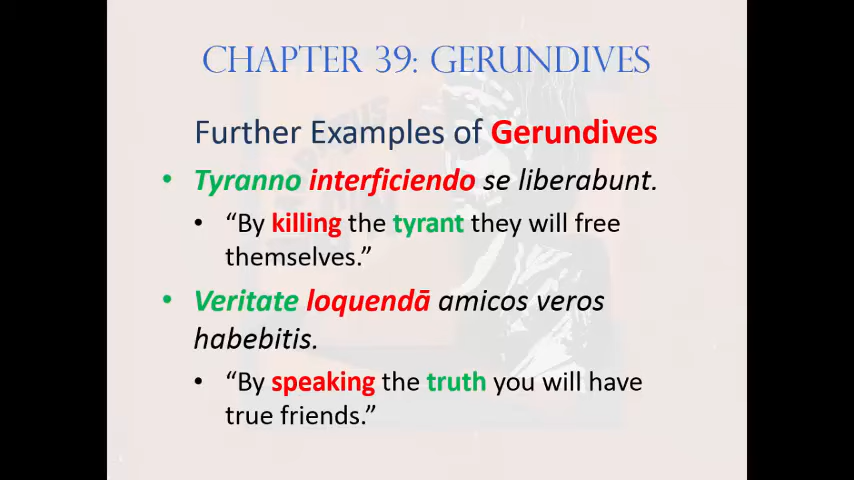 CHAPTER 39: GERUNDIVES
Further Examples of Gerundives
• Tyranno interficiendo se liberabunt.
• “By killing the tyrant they will free
themselves.”
• Veritate loquendā amicos veros
habebitis.
• “By speaking the truth you will have
true friends.”